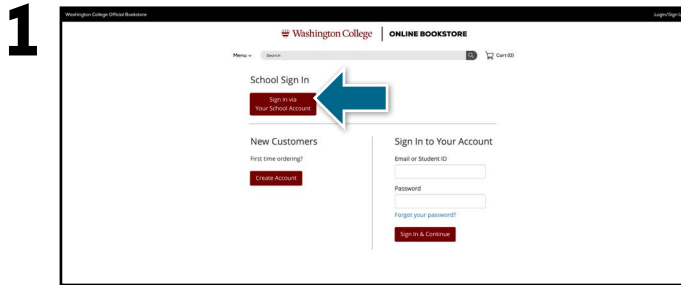 1
Washington College Official Bookstore
Login/Sign U
Washington College | ONLINE BOOKSTORE
Menu
Search
Cart (0)
School Sign In
Sign In via
Your School Account
New Customers
First time ordering?
Create Account
Sign In to Your Account
Email or Student ID
Password
Forgot your password?
Sign In & Continue